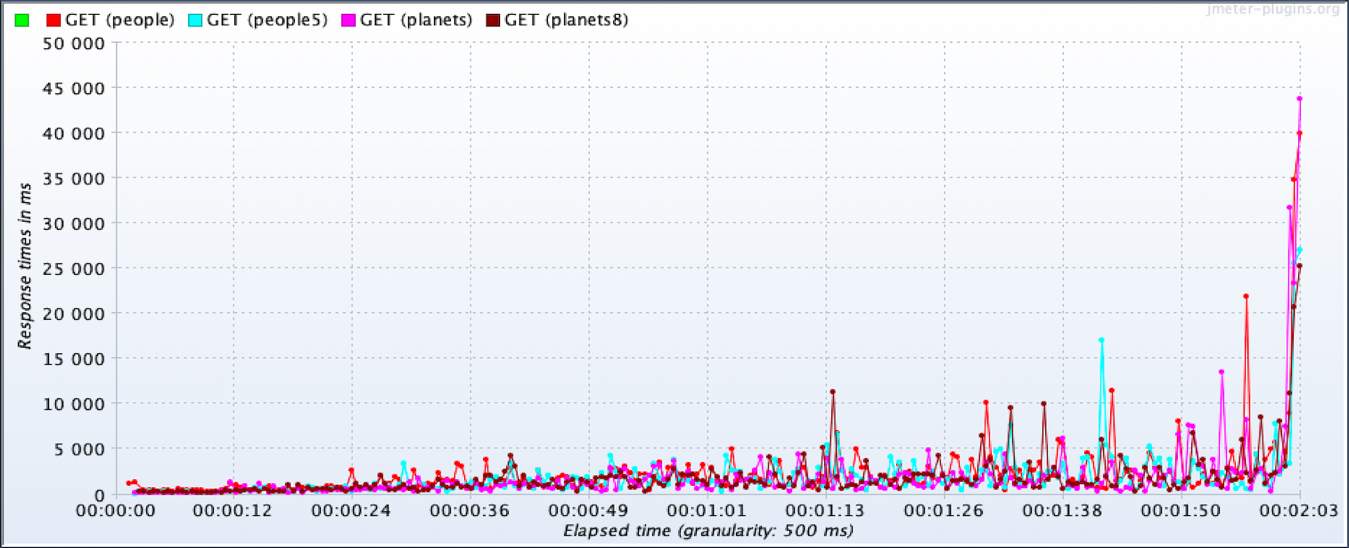 GET (people) GET (people5) GET (planets) GET (planets8)
jmeter-plugins.org
50 000
45 000
40 000
35 000
30 000
25 000
20 000
15 000
10 000
5 000
0
Response times in ms
00:00:00 00:00:12 00:00:24 00:00:36 00:00:49 00:01:01 00:01:13 00:01:26 00:01:38 00:01:50 00:02:03
Elapsed time (granularity: 500 ms)